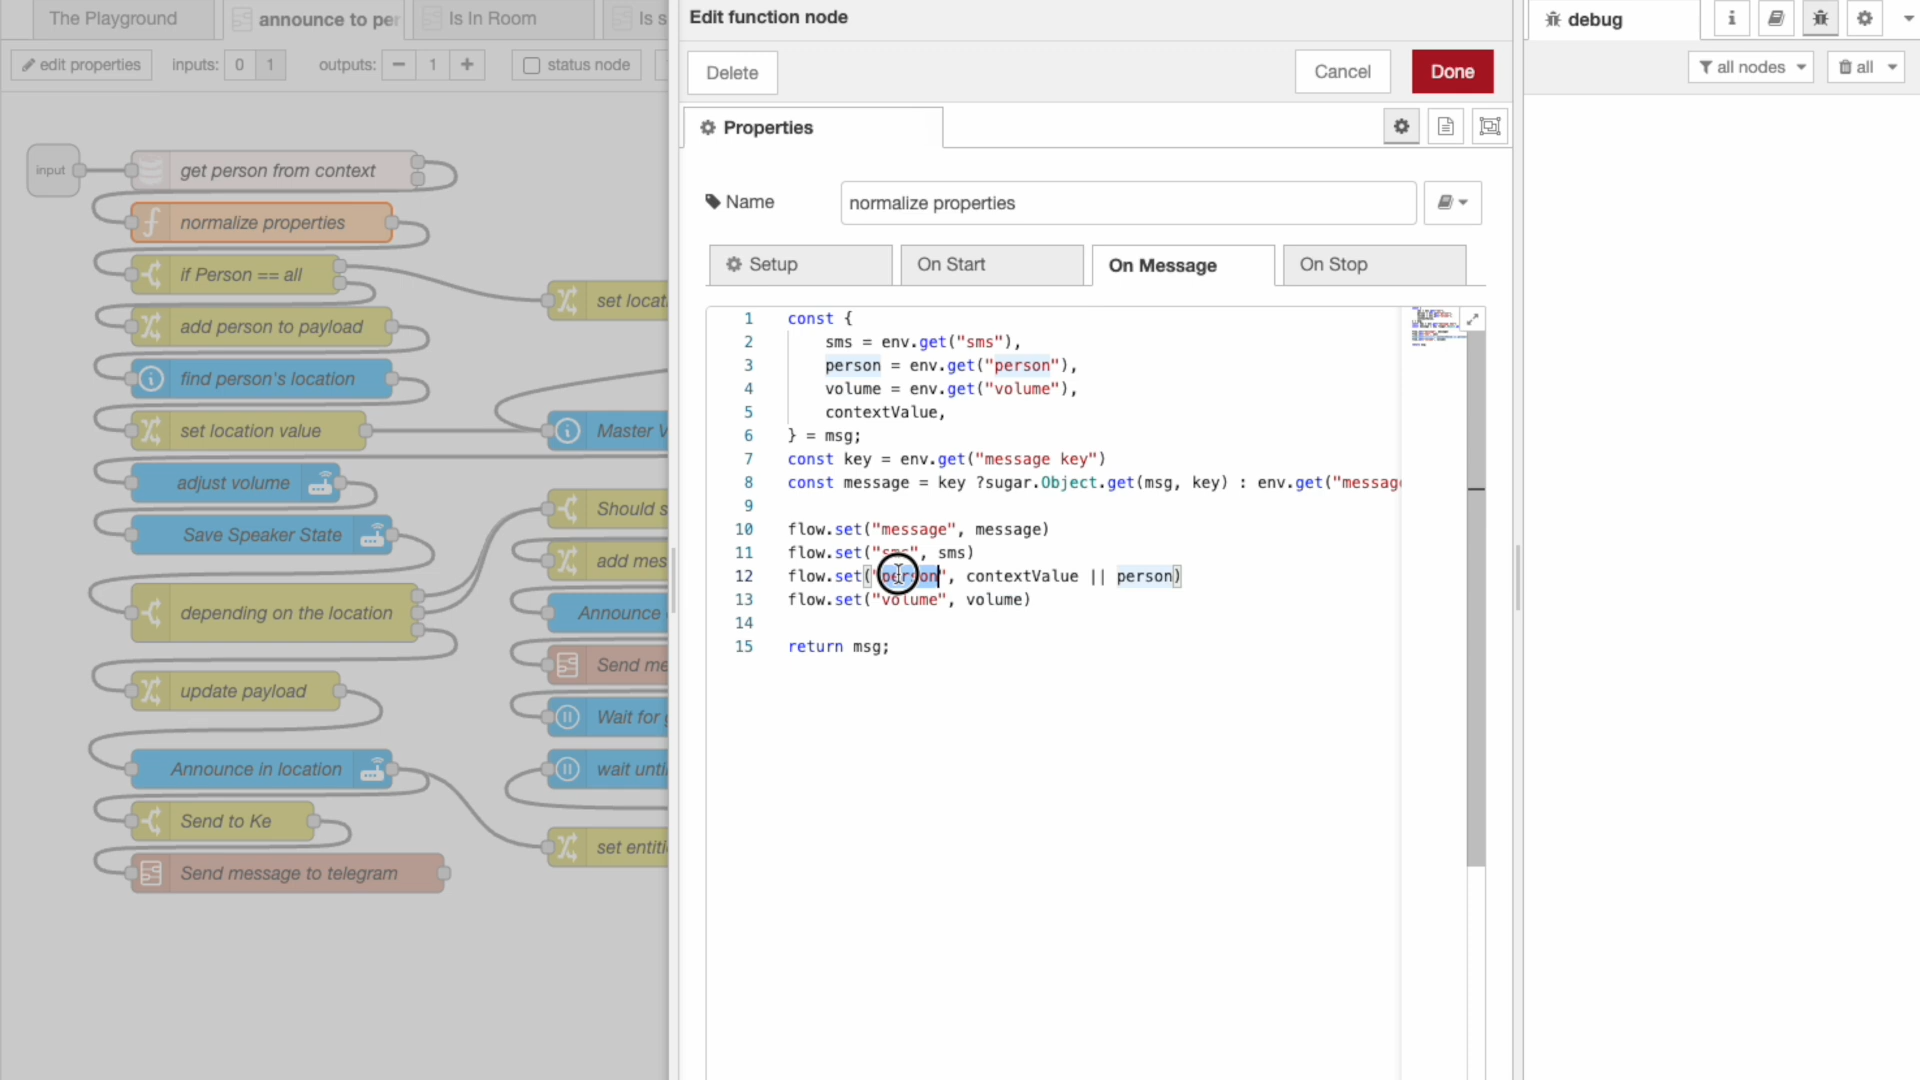 The Playground
announce to per
Is In Room
Is s
edit properties
inputs: 0 1
outputs: − 1 +
status node
input
get person from context
normalize properties
if Person == all
add person to payload
find person's location
set location value
adjust volume
Save Speaker State
depending on the location
update payload
Announce in location
Send to Ke
Send message to telegram
set locat
Master V
Should s
add mes
Announce
Send me
Wait for
wait unti
set entiti
Edit function node
Delete
Cancel
Done
Properties
Name
normalize properties
Setup
On Start
On Message
On Stop
1 const {
2 sms = env.get("sms"),
3 person = env.get("person"),
4 volume = env.get("volume"),
5 contextValue,
6 } = msg;
7 const key = env.get("message key")
8 const message = key ?sugar.Object.get(msg, key) : env.get("messag
9
10 flow.set("message", message)
11 flow.set("sms", sms)
12 flow.set("person", contextValue || person)
13 flow.set("volume", volume)
14
15 return msg;
debug
i
all nodes
all